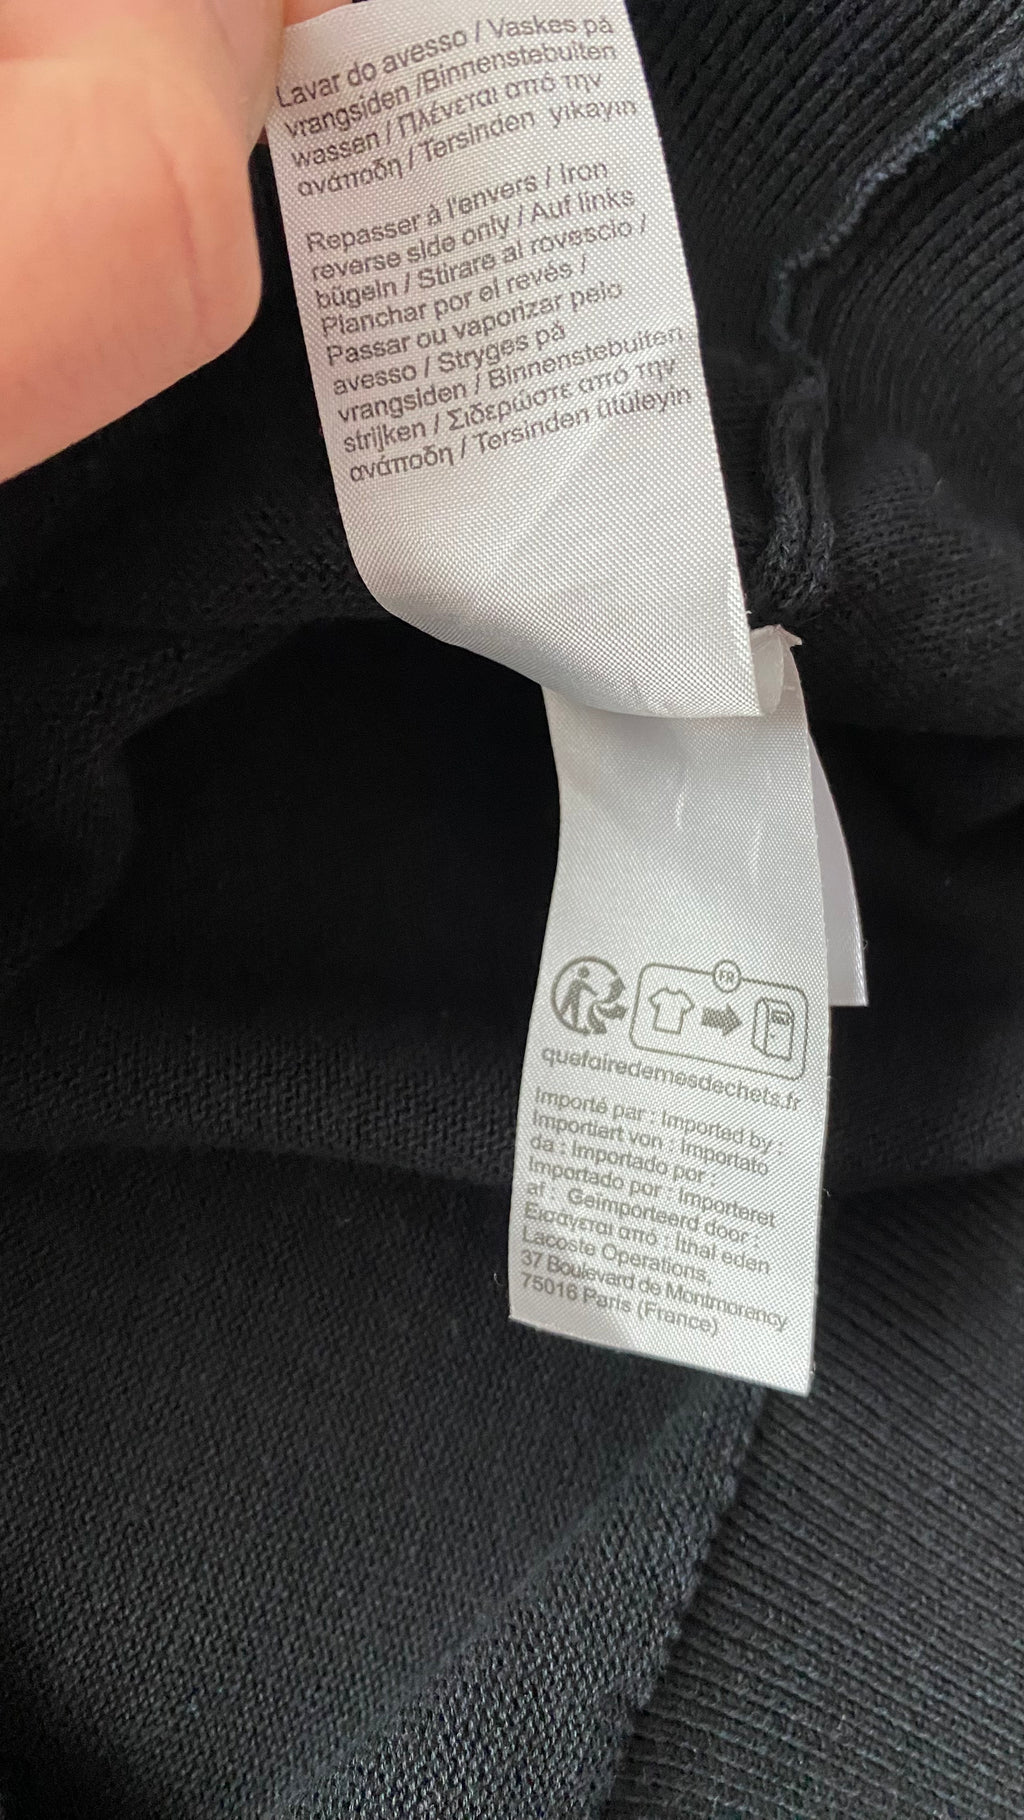 Lavar do avesso / Vaskes på
vrangsiden /Binnenstebuiten
wassen / Πλένεται από την
ανάποδη / Tersinden yıkayın
Repasser à l'envers / Iron
reverse side only / Auf links
bügeln / Stirare al rovescio /
Planchar por el revés /
Passar ou vaporizar pelo
avesso / Stryges på
vrangsiden / Binnenstebuiten
strijken / Σιδερώστε από την
ανάποδη / Tersinden ütüleyin
FR
quefairedemesdechets.fr
Importé par : Imported by :
Importiert von : Importato
da : Importado por :
Importado por : Importeret
af : Geïmporteerd door :
Εισαγεται από : Ithal eden
Lacoste Operations,
37 Boulevard de Montmorency
75016 Paris (France)